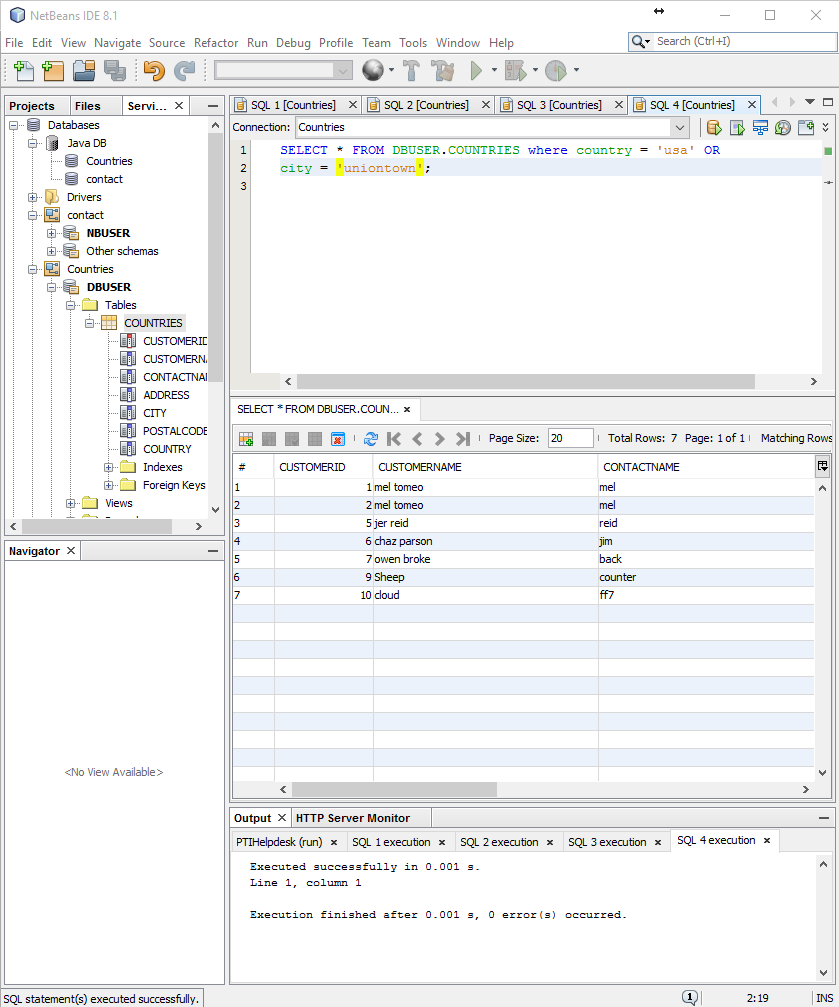 NetBeans IDE 8.1
File Edit View Navigate Source Refactor Run Debug Profile Team Tools Window Help
Search (Ctrl+I)
Projects Files Servi...
Databases
Java DB
Countries
contact
Drivers
contact
NBUSER
Other schemas
Countries
DBUSER
Tables
COUNTRIES
CUSTOMERID
CUSTOMERNA
CONTACTNA
ADDRESS
CITY
POSTALCODE
COUNTRY
Indexes
Foreign Keys
Views
Navigator
<No View Available>
SQL 1 [Countries] SQL 2 [Countries] SQL 3 [Countries] SQL 4 [Countries]
Connection: Countries
1 SELECT * FROM DBUSER.COUNTRIES where country = 'usa' OR
2 city = 'uniontown';
3
SELECT * FROM DBUSER.COUN...
Page Size: 20 Total Rows: 7 Page: 1 of 1 Matching Rows
# CUSTOMERID CUSTOMERNAME CONTACTNAME
1 1 mel tomeo mel
2 2 mel tomeo mel
3 5 jer reid reid
4 6 chaz parson jim
5 7 owen broke back
6 9 Sheep counter
7 10 cloud ff7
Output HTTP Server Monitor
PTIHelpdesk (run) SQL 1 execution SQL 2 execution SQL 3 execution SQL 4 execution
Executed successfully in 0.001 s.
Line 1, column 1
Execution finished after 0.001 s, 0 error(s) occurred.
SQL statement(s) executed successfully. 1 2:19 INS